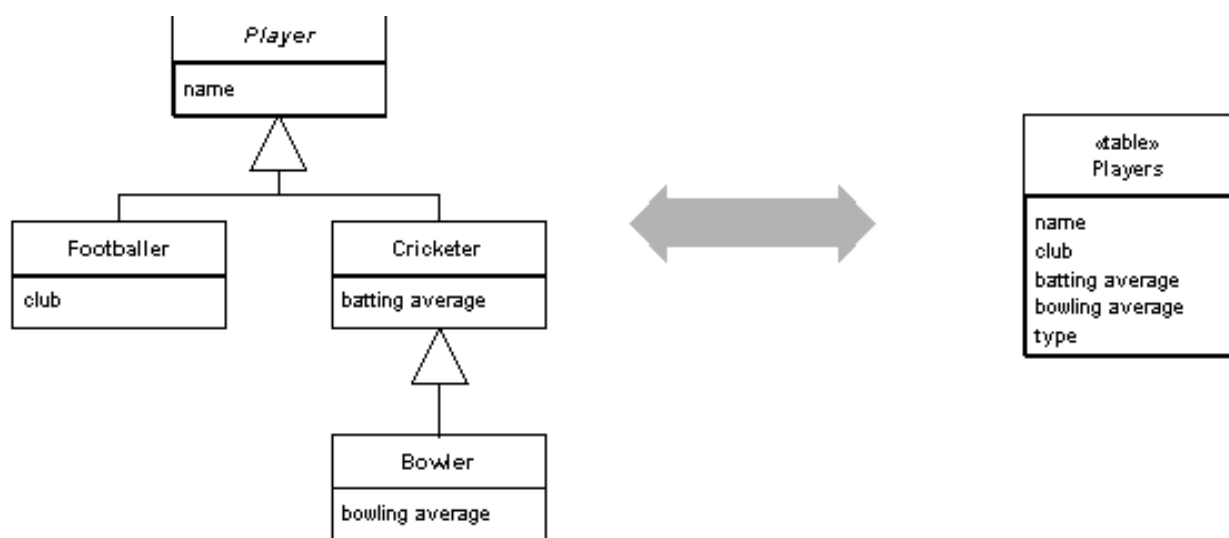 Player
name
Footballer
club
Cricketer
batting average
Bowler
bowling average
«table»
Players
name
club
batting average
bowling average
type